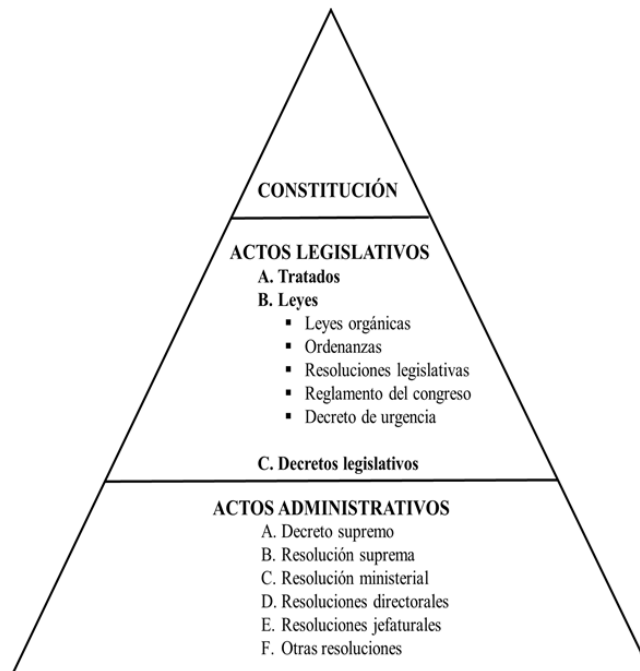 CONSTITUCIÓN
ACTOS LEGISLATIVOS
A. Tratados
B. Leyes
▪ Leyes orgánicas
▪ Ordenanzas
▪ Resoluciones legislativas
▪ Reglamento del congreso
▪ Decreto de urgencia
C. Decretos legislativos
ACTOS ADMINISTRATIVOS
A. Decreto supremo
B. Resolución suprema
C. Resolución ministerial
D. Resoluciones directorales
E. Resoluciones jefaturales
F. Otras resoluciones